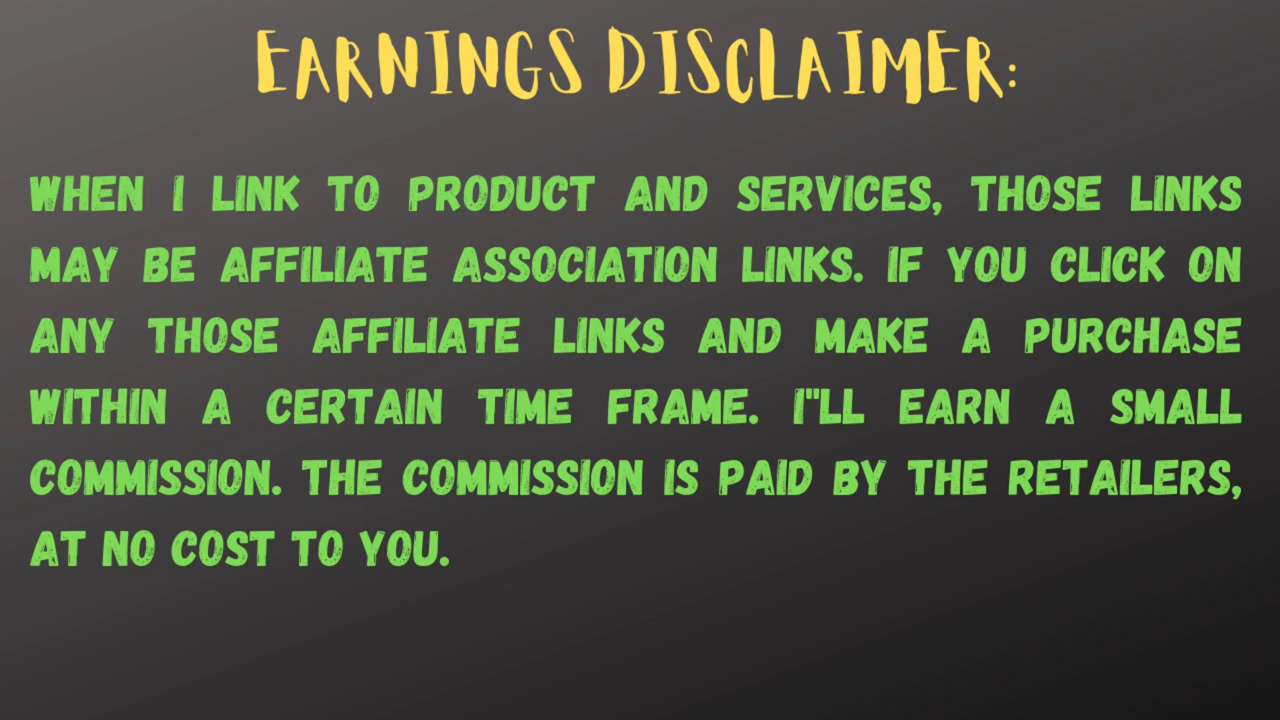 EARNINGS DISCLAIMER:
WHEN I LINK TO PRODUCT AND SERVICES, THOSE LINKS
MAY BE AFFILIATE ASSOCIATION LINKS. IF YOU CLICK ON
ANY THOSE AFFILIATE LINKS AND MAKE A PURCHASE
WITHIN A CERTAIN TIME FRAME. I"LL EARN A SMALL
COMMISSION. THE COMMISSION IS PAID BY THE RETAILERS,
AT NO COST TO YOU.